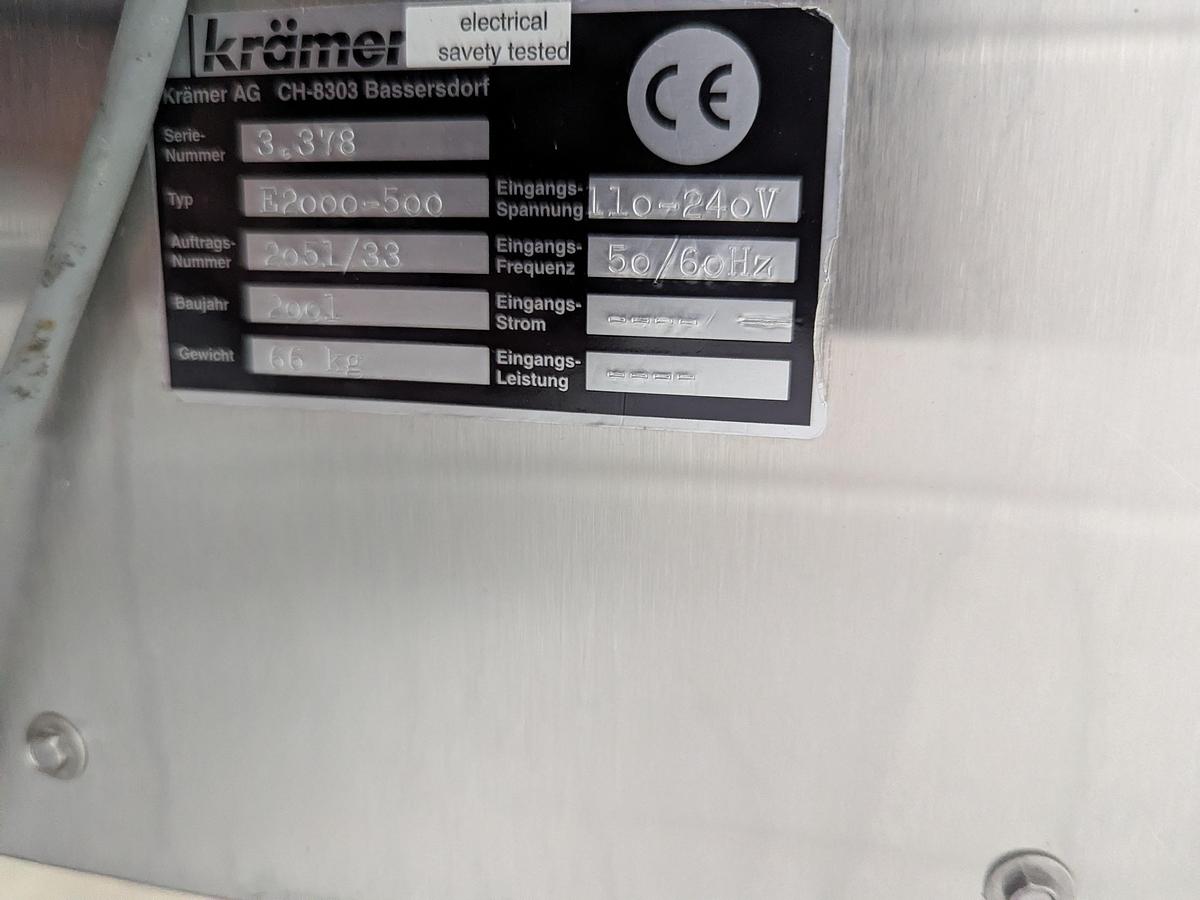 krämer
electrical
savety tested
Krämer AG CH-8303 Bassersdorf
CE
Serie-
Nummer 3.378
Typ E2000-500
Auftrags-
Nummer 2051/33
Baujahr 2001
Gewicht 66 kg
Eingangs-
Spannung 110-240V
Eingangs-
Frequenz 50/60Hz
Eingangs-
Strom ----/
Eingangs-
Leistung ----